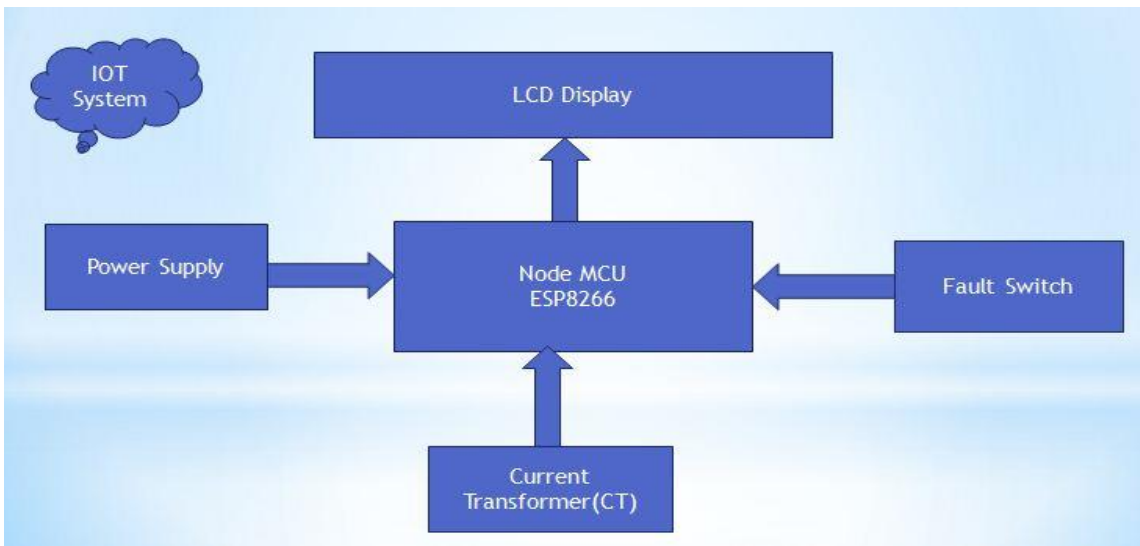 IOT
System
LCD Display
Power Supply
Node MCU
ESP8266
Fault Switch
Current
Transformer(CT)